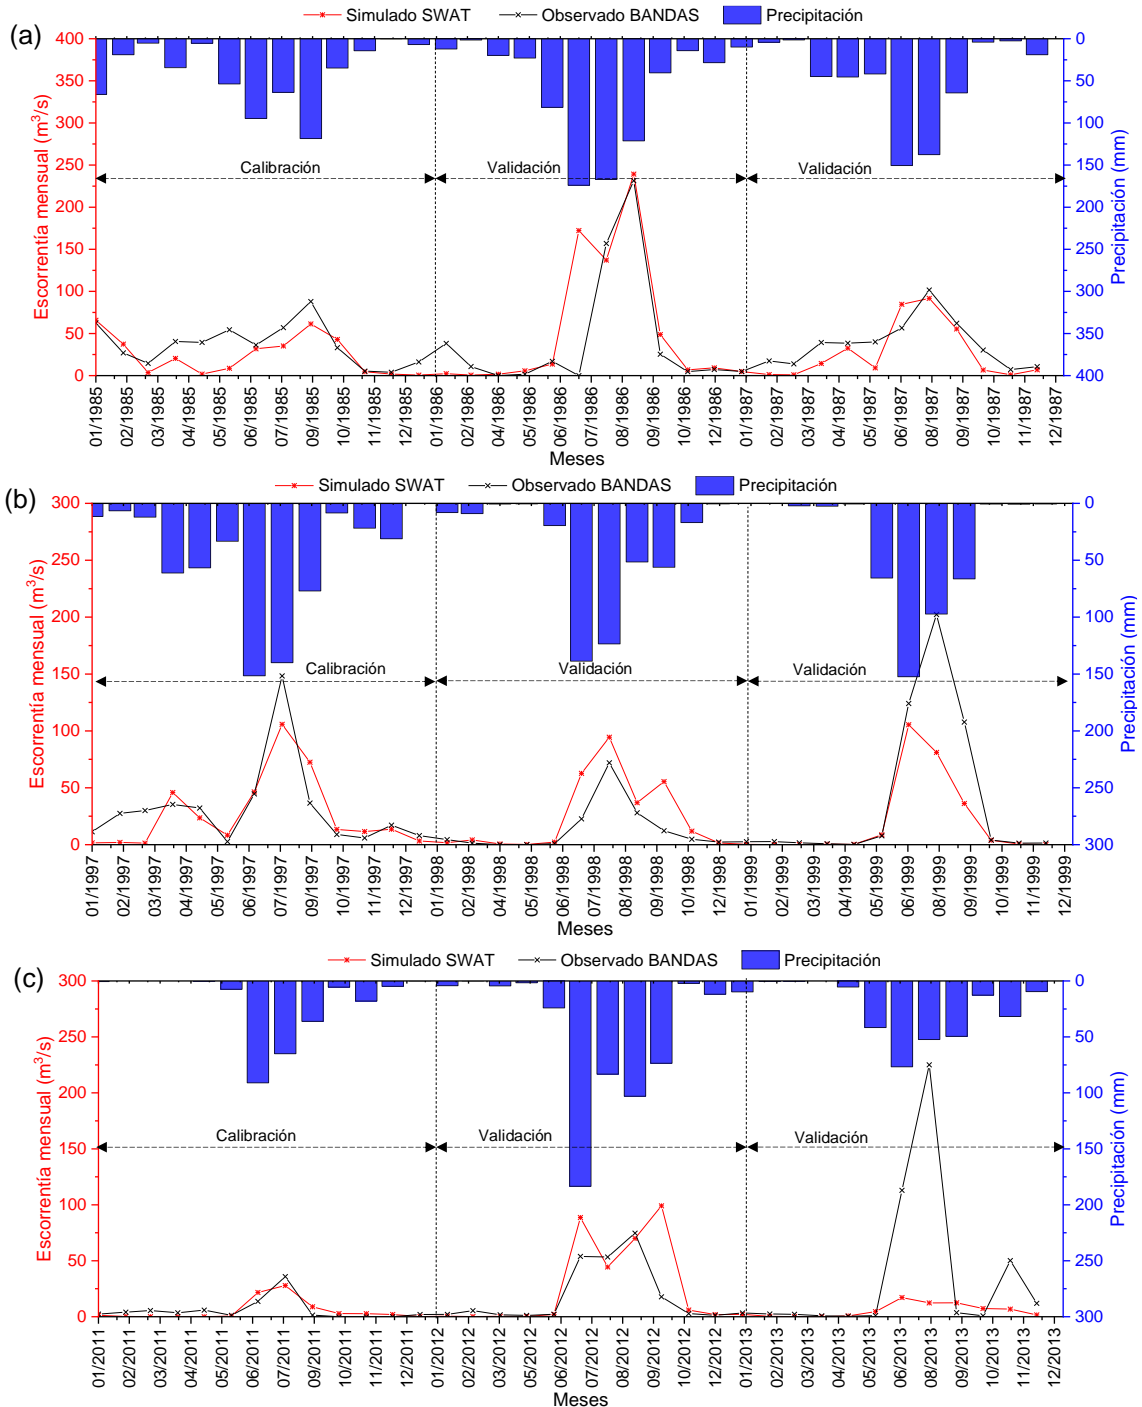 (a)
Simulado SWAT Observado BANDAS Precipitación
400 350 300 250 200 150 100 50 0
Escorrentía mensual (m³/s)
0 50 100 150 200 250 300 350 400
Precipitación (mm)
Calibración Validación Validación
01/1985 02/1985 03/1985 04/1985 05/1985 06/1985 07/1985 09/1985 10/1985 11/1985 12/1985 01/1986 02/1986 04/1986 05/1986 06/1986 07/1986 08/1986 09/1986 10/1986 12/1986 01/1987 02/1987 03/1987 04/1987 05/1987 06/1987 08/1987 09/1987 10/1987 11/1987 12/1987
Meses
(b)
Simulado SWAT Observado BANDAS Precipitación
300 250 200 150 100 50 0
Escorrentía mensual (m³/s)
0 50 100 150 200 250 300
Precipitación (mm)
Calibración Validación Validación
01/1997 02/1997 03/1997 04/1997 05/1997 06/1997 07/1997 09/1997 10/1997 11/1997 12/1997 01/1998 02/1998 04/1998 05/1998 06/1998 07/1998 08/1998 09/1998 10/1998 12/1998 01/1999 02/1999 03/1999 04/1999 05/1999 06/1999 08/1999 09/1999 10/1999 11/1999 12/1999
Meses
(c)
Simulado SWAT Observado BANDAS Precipitación
300 250 200 150 100 50 0
Escorrentía mensual (m³/s)
0 50 100 150 200 250 300
Precipitación (mm)
Calibración Validación Validación
01/2011 02/2011 03/2011 04/2011 05/2011 06/2011 07/2011 09/2011 10/2011 11/2011 12/2011 01/2012 02/2012 04/2012 05/2012 06/2012 07/2012 08/2012 09/2012 10/2012 12/2012 01/2013 02/2013 03/2013 04/2013 05/2013 06/2013 08/2013 09/2013 10/2013 11/2013 12/2013
Meses